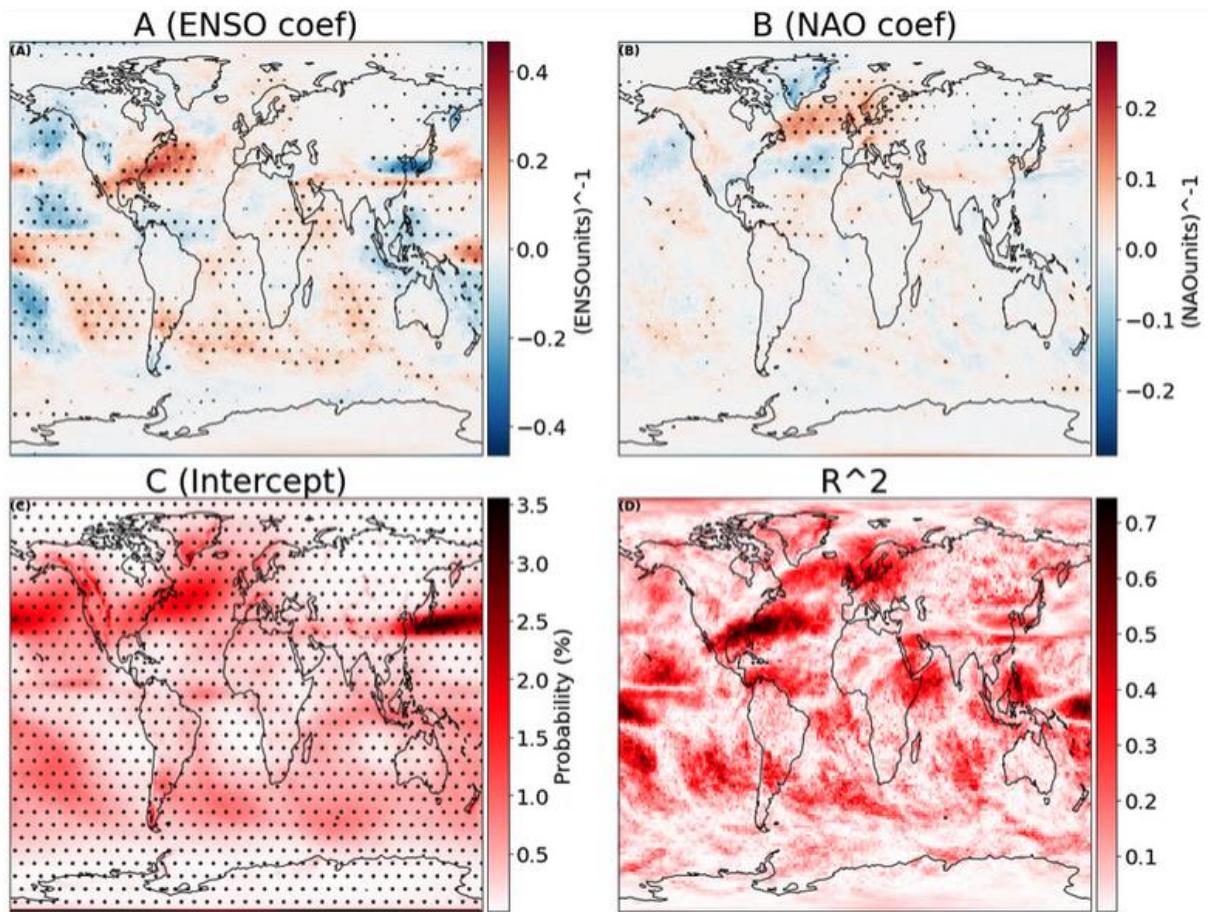 A (ENSO coef)
(A)
0.4
0.2
0.0
−0.2
−0.4
(ENSOunits)^-1
B (NAO coef)
(B)
0.2
0.1
0.0
−0.1
−0.2
(NAOunits)^-1
C (Intercept)
(C)
3.5
3.0
2.5
2.0
1.5
1.0
0.5
Probability (%)
R^2
(D)
0.7
0.6
0.5
0.4
0.3
0.2
0.1